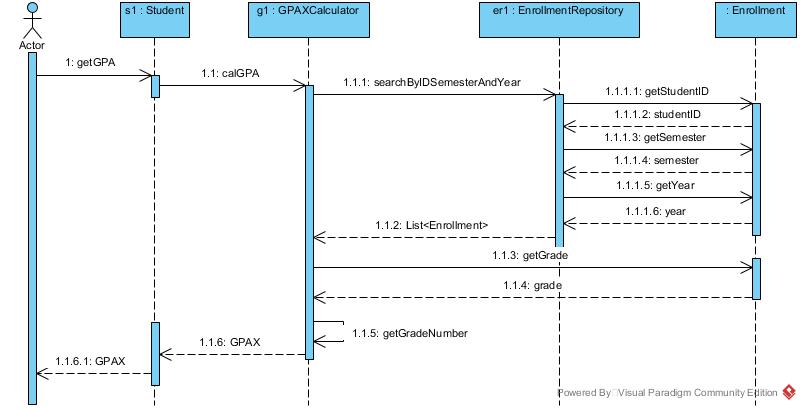 s1 : Student
g1 : GPAXCalculator
er1 : EnrollmentRepository
: Enrollment
Actor
1: getGPA
1.1: calGPA
1.1.1: searchByIDSemesterAndYear
1.1.1.1: getStudentID
1.1.1.2: studentID
1.1.1.3: getSemester
1.1.1.4: semester
1.1.1.5: getYear
1.1.1.6: year
1.1.2: List<Enrollment>
1.1.3: getGrade
1.1.4: grade
1.1.5: getGradeNumber
1.1.6: GPAX
1.1.6.1: GPAX
Powered By Visual Paradigm Community Edition